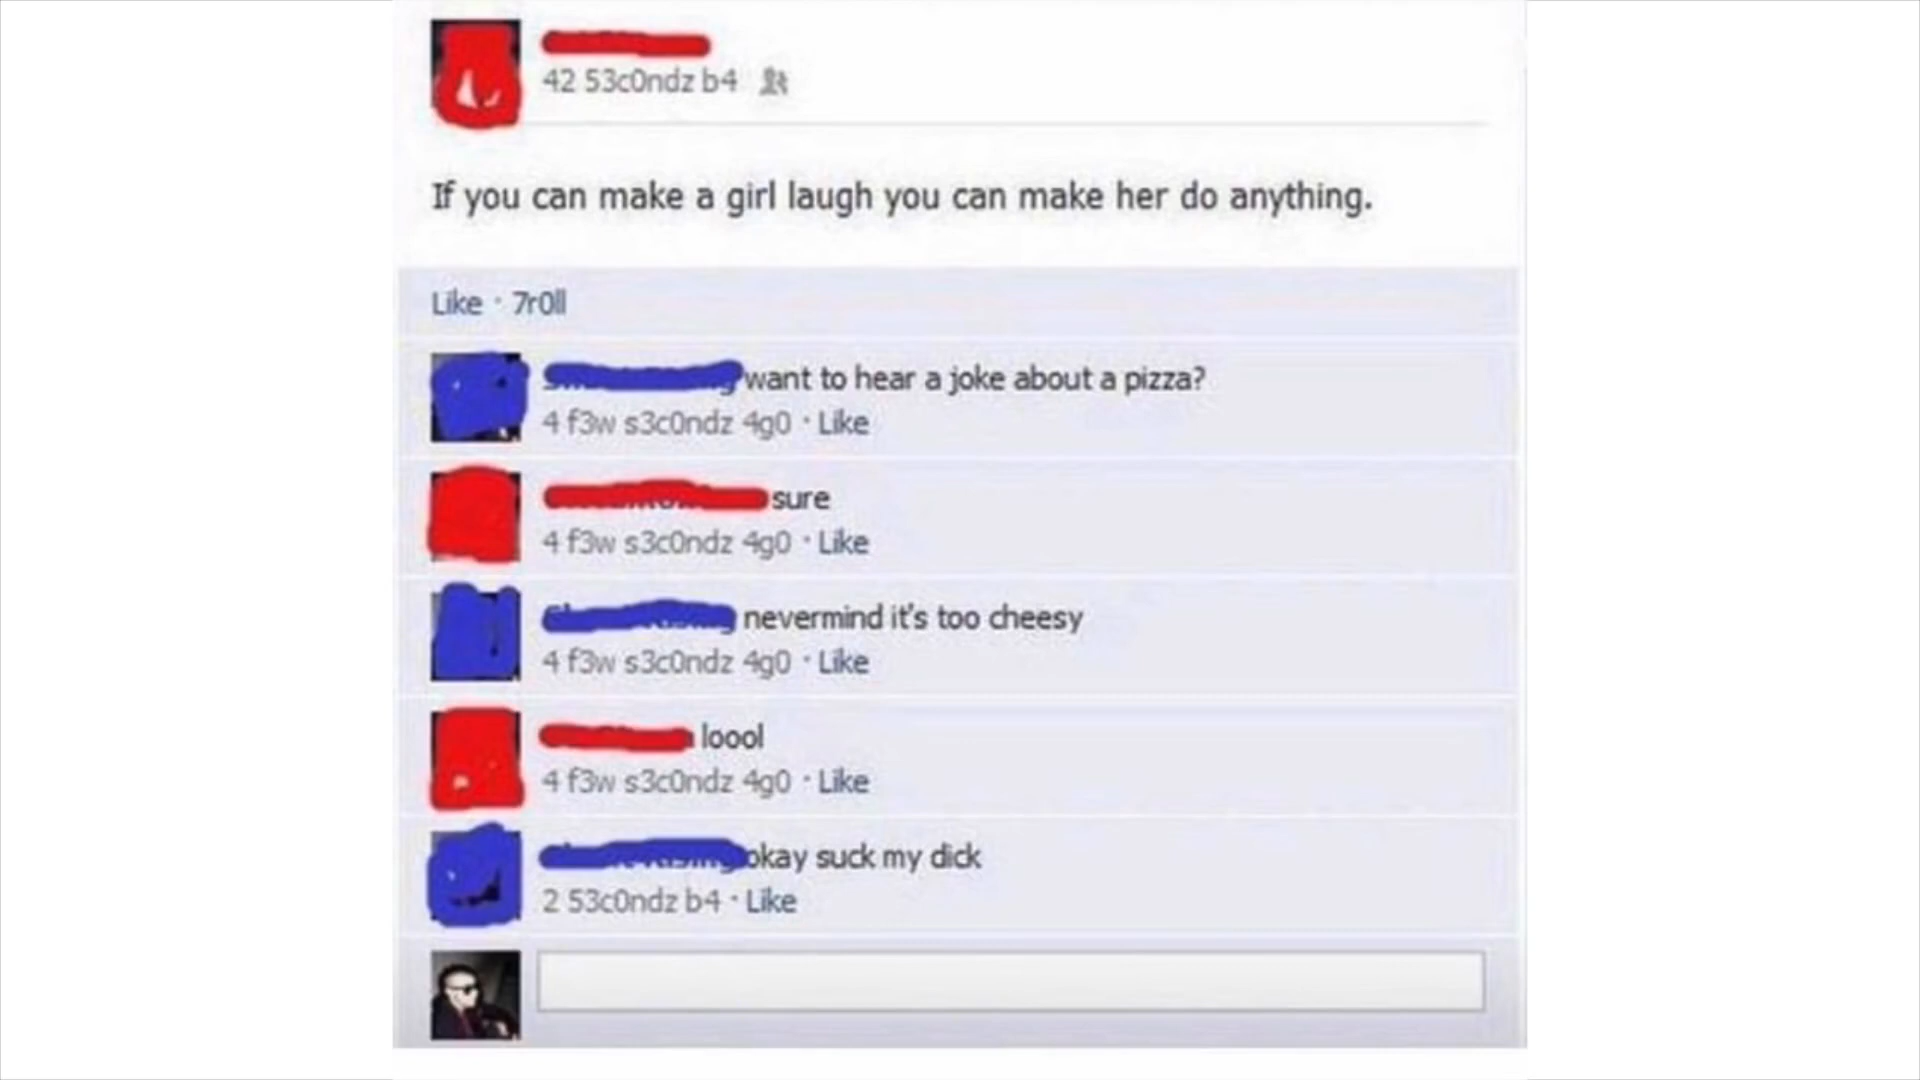 42 53c0ndz b4
If you can make a girl laugh you can make her do anything.
Like · 7r0ll
want to hear a joke about a pizza?
4 f3w s3c0ndz 4g0 · Like
sure
4 f3w s3c0ndz 4g0 · Like
nevermind it's too cheesy
4 f3w s3c0ndz 4g0 · Like
loool
4 f3w s3c0ndz 4g0 · Like
okay suck my dick
2 53c0ndz b4 · Like